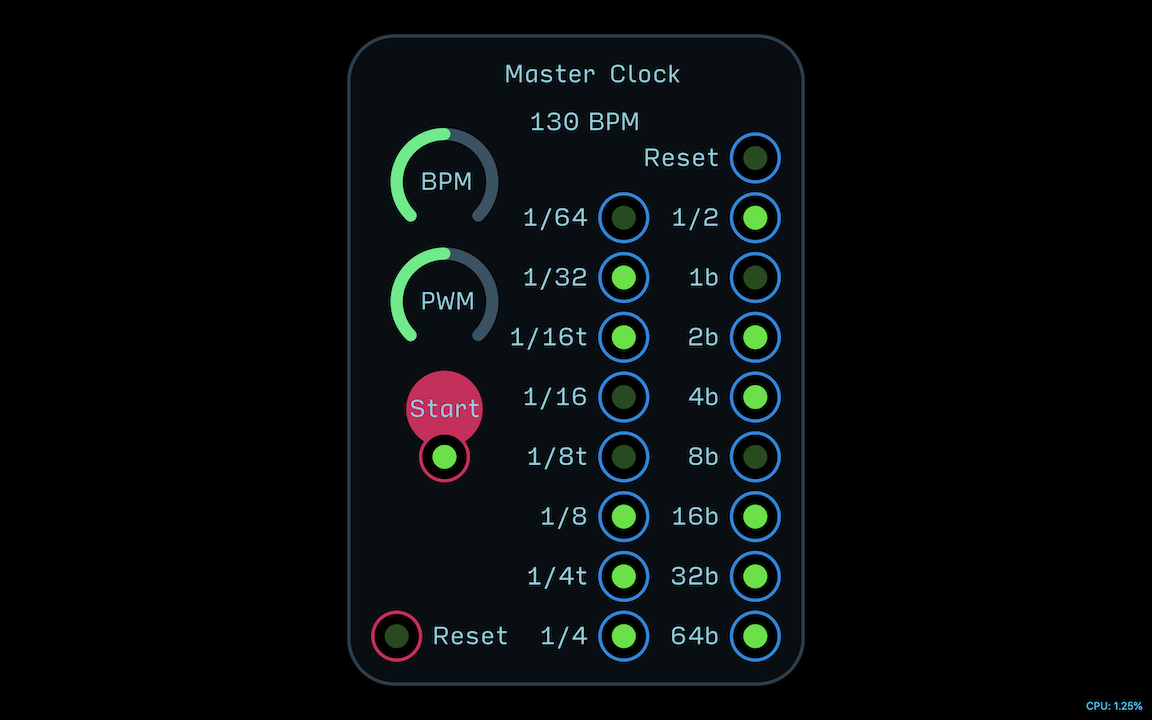 Master Clock
130 BPM
BPM
Reset
1/64 1/2
1/32 1b
PWM
1/16t 2b
1/16 4b
Start
1/8t 8b
1/8 16b
1/4t 32b
Reset 1/4 64b
CPU: 1.25%